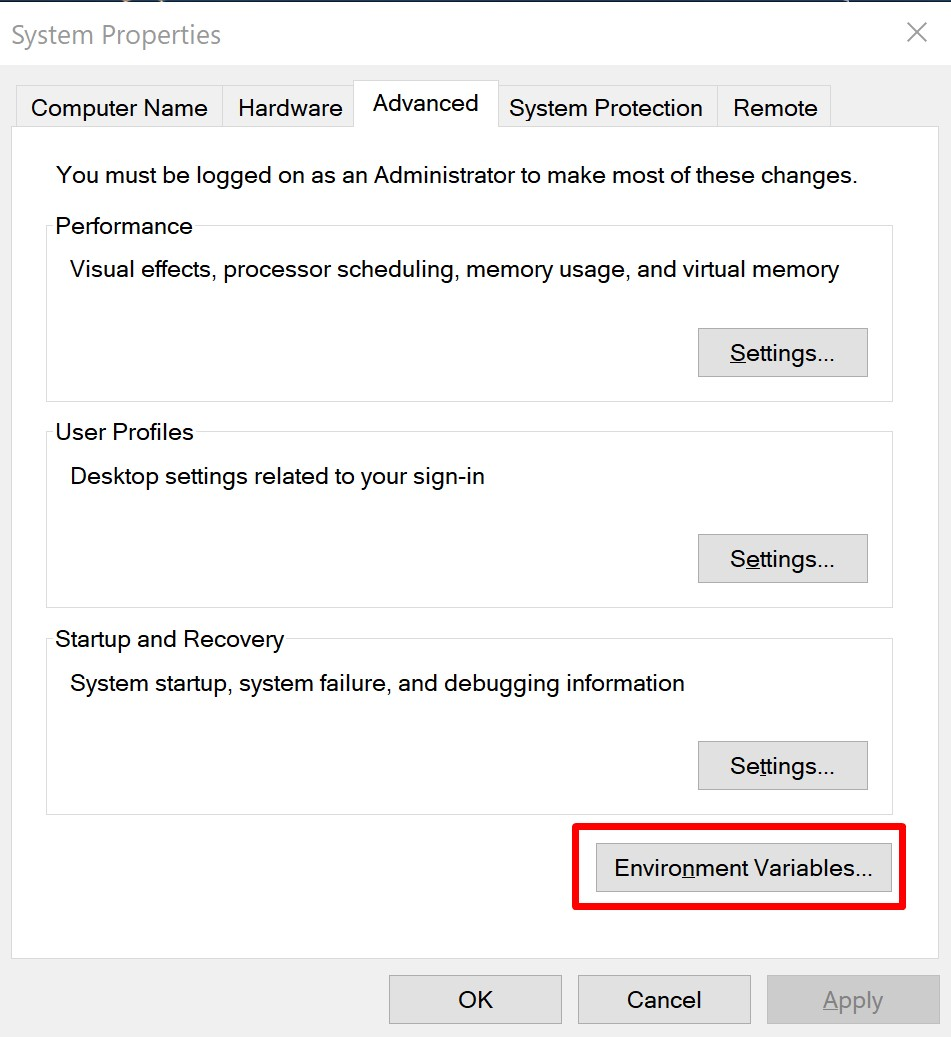 System Properties
Computer Name
Hardware
Advanced
System Protection
Remote
You must be logged on as an Administrator to make most of these changes.
Performance
Visual effects, processor scheduling, memory usage, and virtual memory
Settings...
User Profiles
Desktop settings related to your sign-in
Settings...
Startup and Recovery
System startup, system failure, and debugging information
Settings...
Environment Variables...
OK
Cancel
Apply